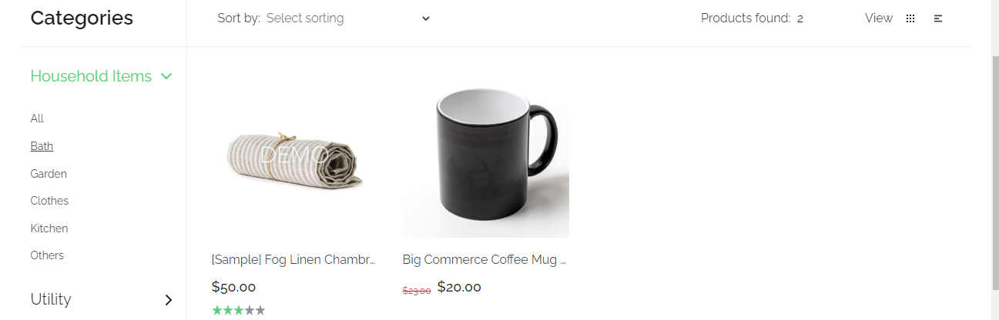 Categories
Sort by: Select sorting
Products found: 2
View
Household Items
All
Bath
Garden
Clothes
Kitchen
Others
Utility
DEMO
[Sample] Fog Linen Chambr...
$50.00
Big Commerce Coffee Mug ...
$23.00 $20.00